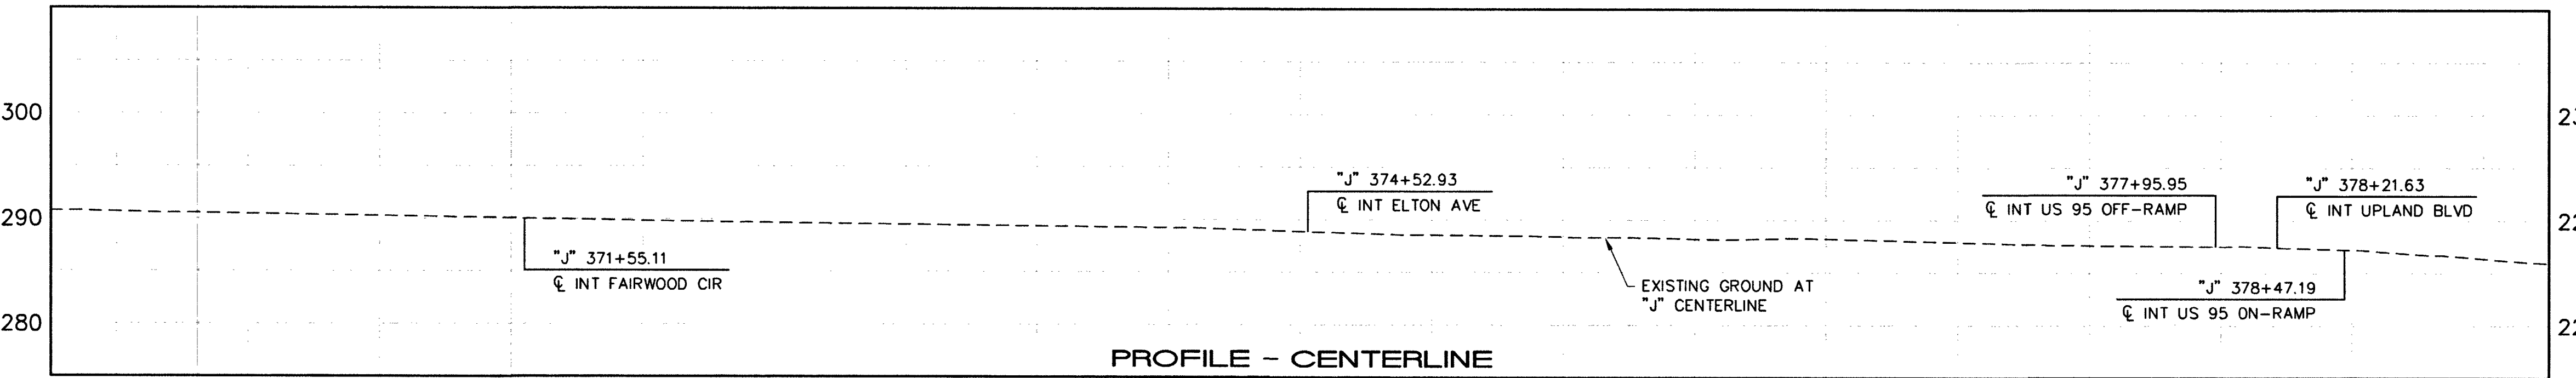 300
290
280
"J" 371+55.11
℄ INT FAIRWOOD CIR
"J" 374+52.93
℄ INT ELTON AVE
EXISTING GROUND AT
"J" CENTERLINE
"J" 377+95.95
℄ INT US 95 OFF-RAMP
"J" 378+21.63
℄ INT UPLAND BLVD
"J" 378+47.19
℄ INT US 95 ON-RAMP
PROFILE - CENTERLINE